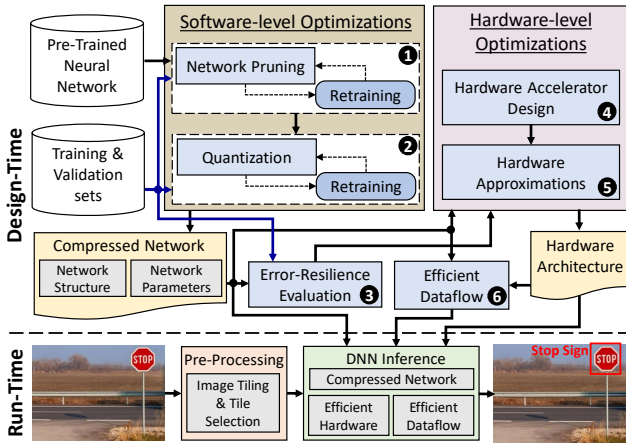 Design-Time
Pre-Trained
Neural
Network
Training &
Validation
sets
Software-level Optimizations
1
Network Pruning
Retraining
2
Quantization
Retraining
Hardware-level
Optimizations
Hardware Accelerator
Design
4
Hardware
Approximations
5
Compressed Network
Network
Structure
Network
Parameters
Error-Resilience
Evaluation
3
Efficient
Dataflow
6
Hardware
Architecture
Run-Time
STOP
Pre-Processing
Image Tiling
& Tile
Selection
DNN Inference
Compressed Network
Efficient
Hardware
Efficient
Dataflow
Stop Sign
STOP